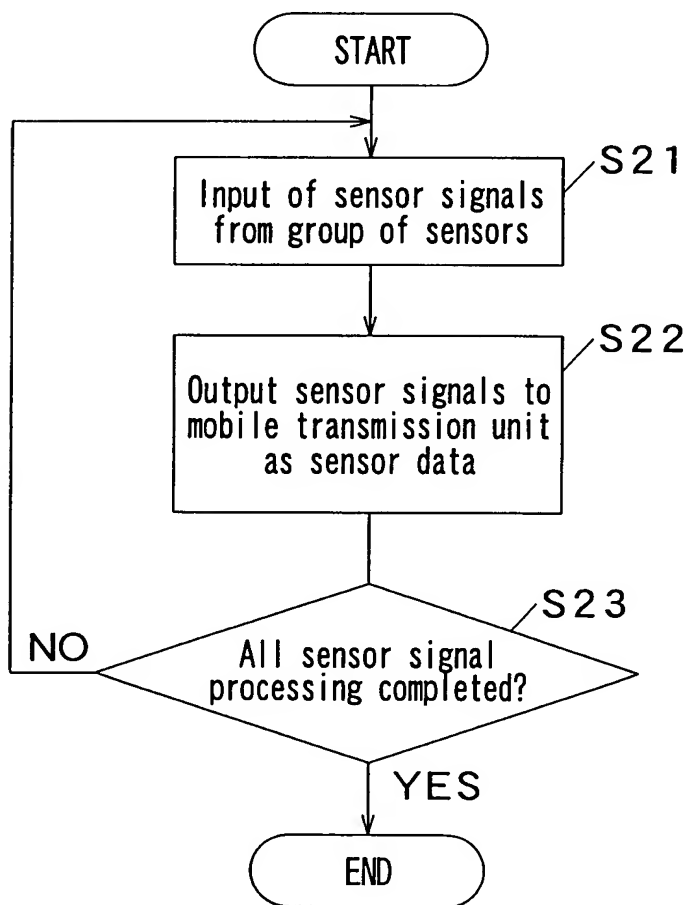 START
S21
Input of sensor signals
from group of sensors
S22
Output sensor signals to
mobile transmission unit
as sensor data
S23
NO
All sensor signal
processing completed?
YES
END